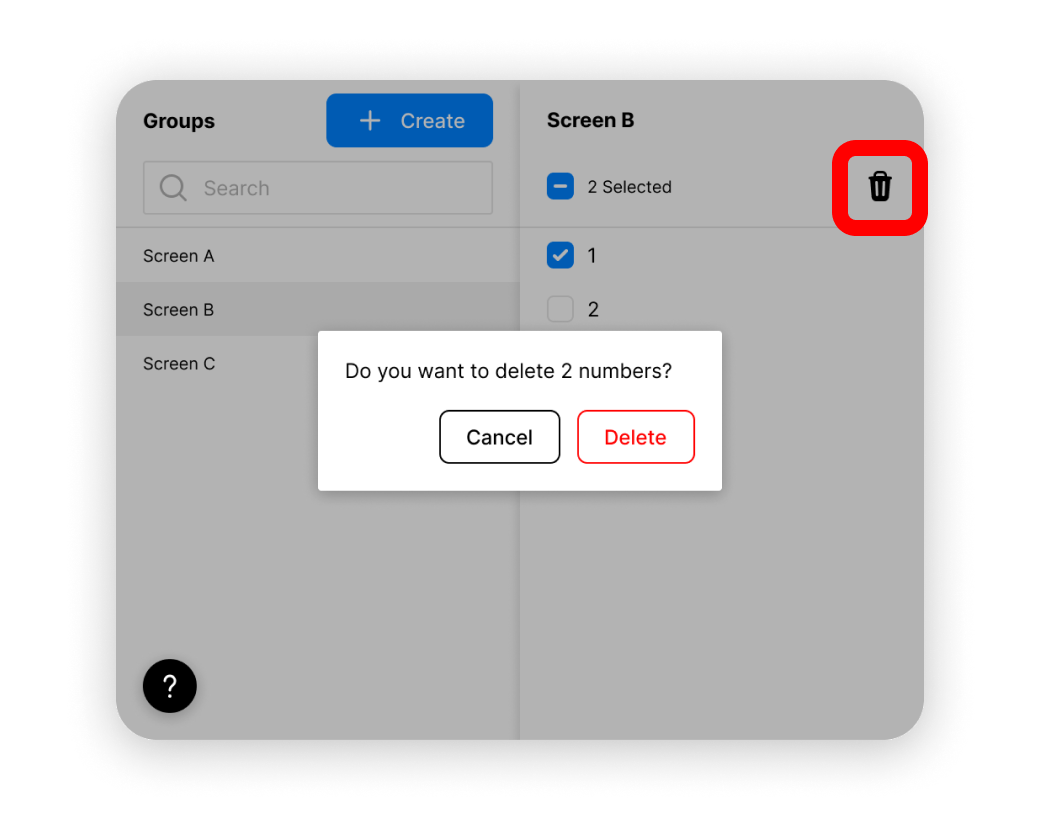 Groups
Create
Search
Screen A
Screen B
Screen C
Screen B
2 Selected
1
2
Do you want to delete 2 numbers?
Cancel
Delete
?